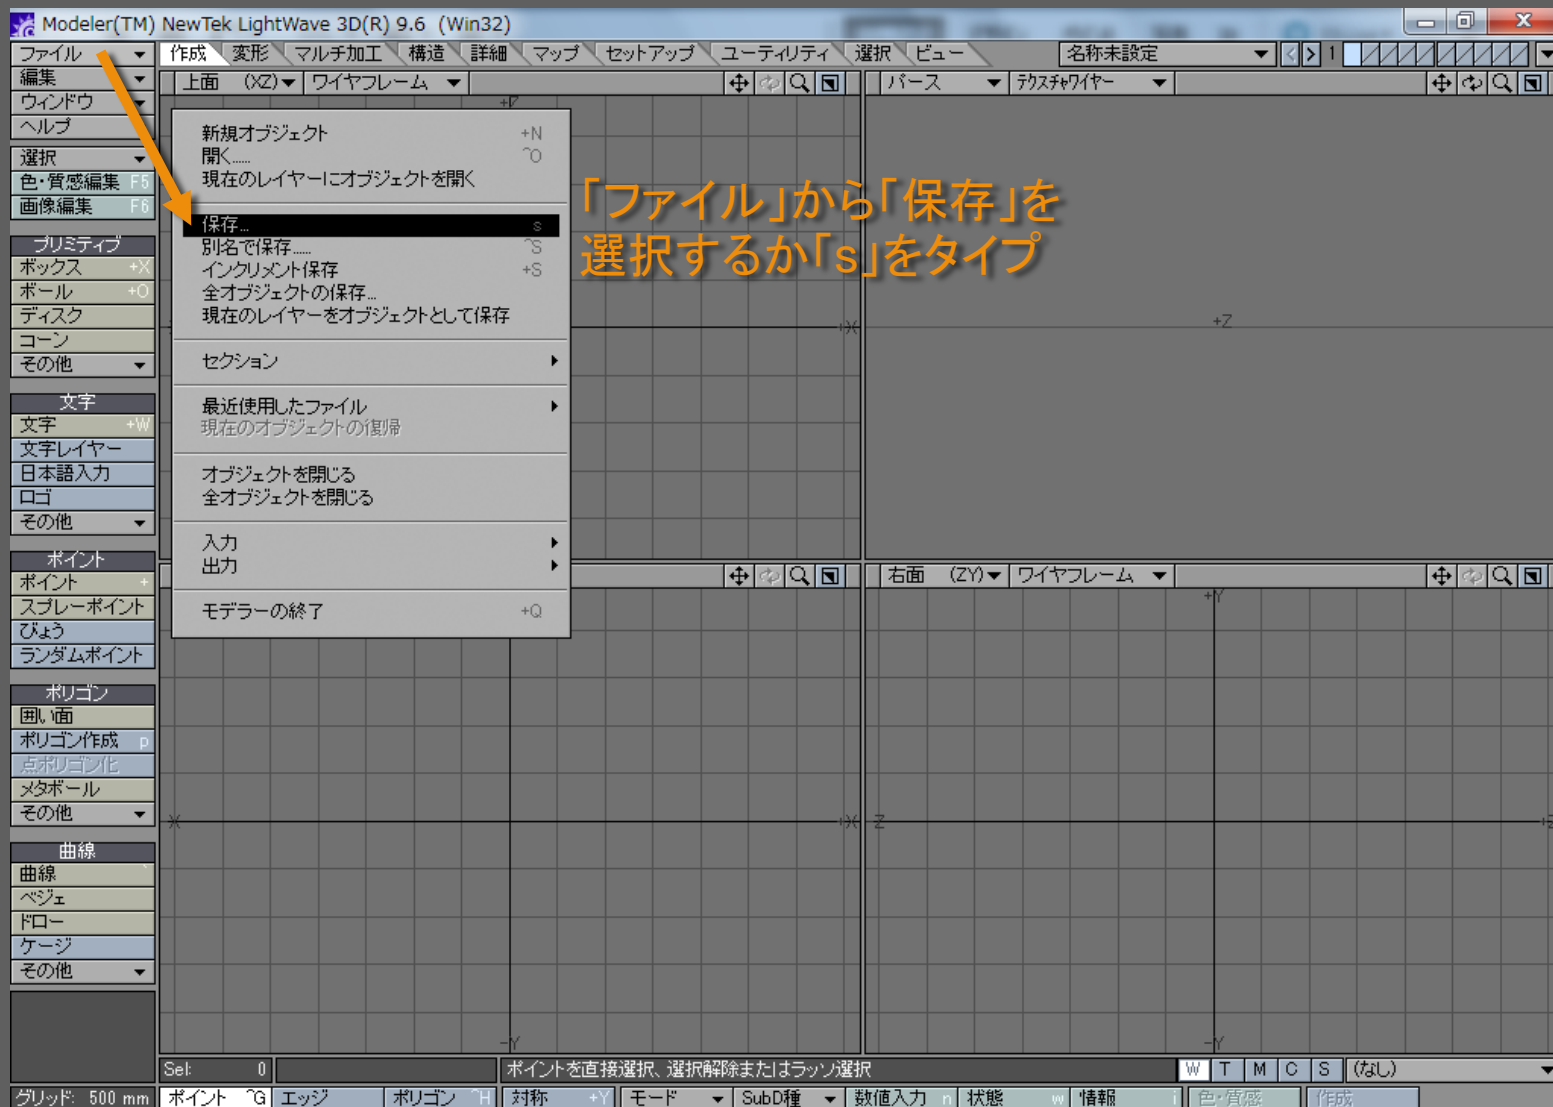 Modeler(TM) NewTek LightWave 3D(R) 9.6 (Win32)
ファイル
編集
ウィンドウ
ヘルプ
選択
色・質感編集 F5
画像編集 F6
プリミティブ
ボックス +X
ボール +O
ディスク
コーン
その他
文字
文字 +W
文字レイヤー
日本語入力
ロゴ
その他
ポイント
ポイント +
スプレーポイント
びょう
ランダムポイント
ポリゴン
囲い面
ポリゴン作成 p
点ポリゴン化
メタボール
その他
曲線
曲線 `
ベジェ
ドロー
ケージ
その他
作成 変形 マルチ加工 構造 詳細 マップ セットアップ ユーティリティ 選択 ビュー
名称未設定 < > 1
上面 (XZ) ワイヤフレーム
パース テクスチャワイヤー
新規オブジェクト +N
開く..... ^O
現在のレイヤーにオブジェクトを開く
保存... s
別名で保存..... ^S
インクリメント保存 +S
全オブジェクトの保存...
現在のレイヤーをオブジェクトとして保存
セクション
最近使用したファイル
現在のオブジェクトの復帰
オブジェクトを閉じる
全オブジェクトを閉じる
入力
出力
モデラーの終了 +Q
「ファイル」から「保存」を
選択するか「s」をタイプ
+Z
+X
+Z
右面 (ZY) ワイヤフレーム
+Y
-X
+X
-Z
+Z
-Y
-Y
Sel: 0
ポイントを直接選択、選択解除またはラッソ選択
W T M C S (なし)
グリッド: 500 mm
ポイント ^G エッジ ポリゴン ^H 対称 +Y モード SubD種 数値入力 n 状態 w 情報 i 色・質感 作成